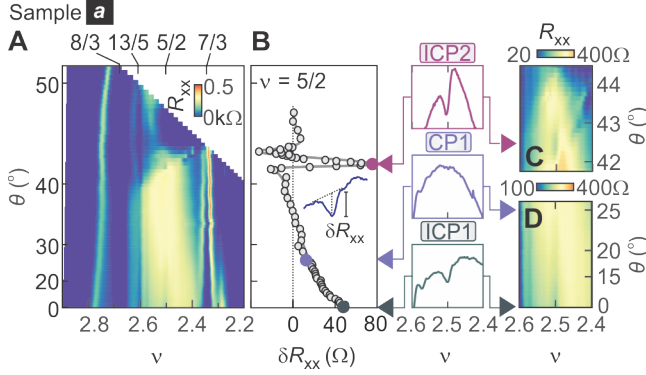 Sample a
A
8/3 13/5 5/2 7/3
B
ICP2
R_xx
20 400Ω
50
40
30
20
0
θ (°)
R_xx
0.5
0kΩ
2.8 2.6 2.4 2.2
ν
ν = 5/2
δR_xx
0 40 80
δR_xx (Ω)
CP1
ICP1
2.6 2.5 2.4
ν
44
43
42
θ (°)
C
100 400Ω
D
25
20
15
0
θ (°)
2.6 2.5 2.4
ν